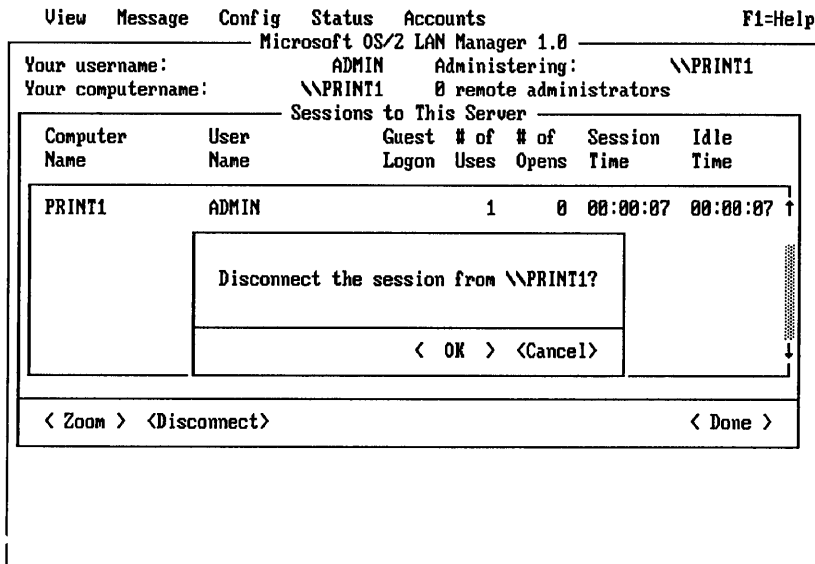 View Message Config Status Accounts F1=Help
Microsoft OS/2 LAN Manager 1.0
Your username: ADMIN Administering: \\PRINT1
Your computername: \\PRINT1 0 remote administrators
Sessions to This Server
Computer User Guest # of # of Session Idle
Name Name Logon Uses Opens Time Time
PRINT1 ADMIN 1 0 00:00:07 00:00:07 ↑
Disconnect the session from \\PRINT1?
< OK > <Cancel> ↓
< Zoom > <Disconnect> < Done >